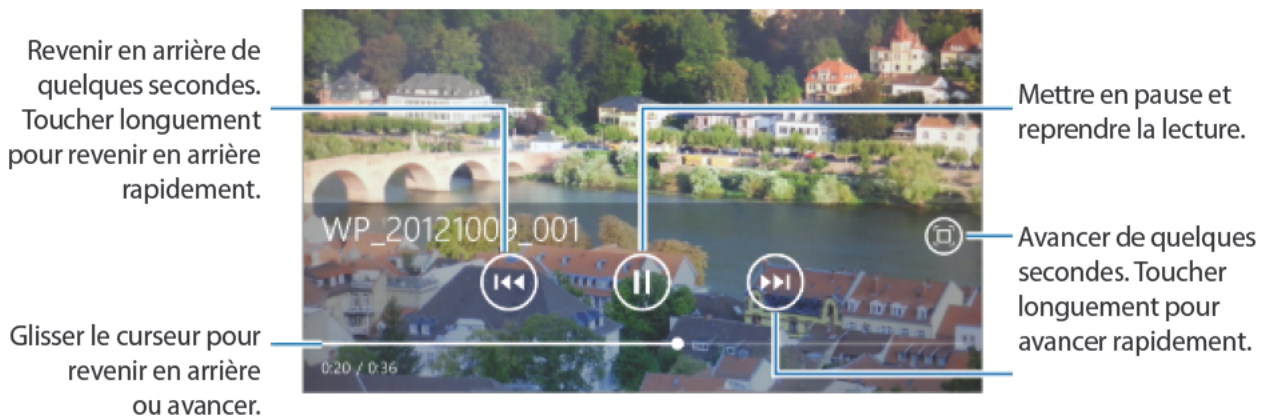 Revenir en arrière de
quelques secondes.
Toucher longuement
pour revenir en arrière
rapidement.
Glisser le curseur pour
revenir en arrière
ou avancer.
WP_20121009_001
0:20 / 0:36
Mettre en pause et
reprendre la lecture.
Avancer de quelques
secondes. Toucher
longuement pour
avancer rapidement.